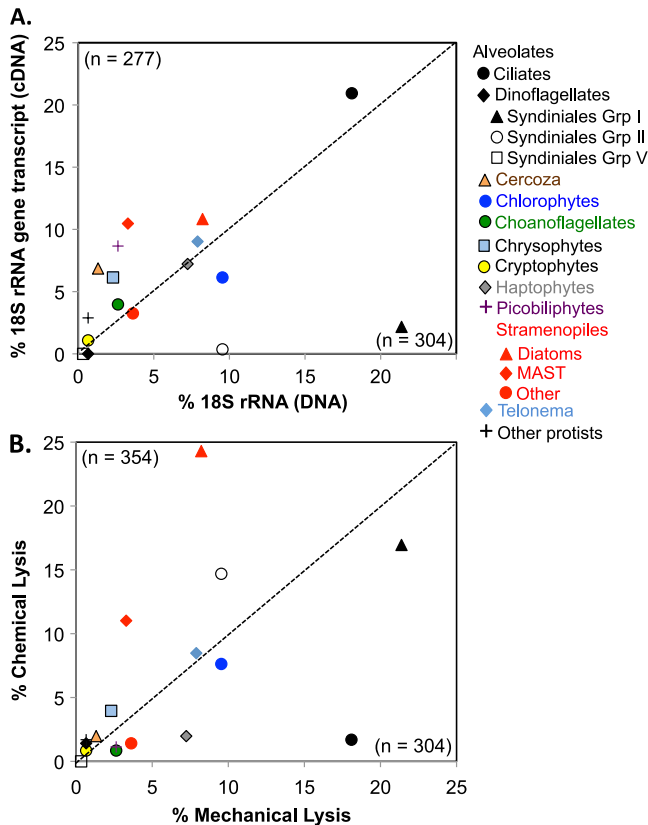 A.
25
20
15
10
5
0
% 18S rRNA gene transcript (cDNA)
(n = 277)
(n = 304)
0 5 10 15 20
% 18S rRNA (DNA)
Alveolates
Ciliates
Dinoflagellates
Syndiniales Grp I
Syndiniales Grp II
Syndiniales Grp V
Cercoza
Chlorophytes
Choanoflagellates
Chrysophytes
Cryptophytes
Haptophytes
Picobiliphytes
Stramenopiles
Diatoms
MAST
Other
Telonema
Other protists
B.
25
20
15
10
5
0
% Chemical Lysis
(n = 354)
(n = 304)
0 5 10 15 20 25
% Mechanical Lysis